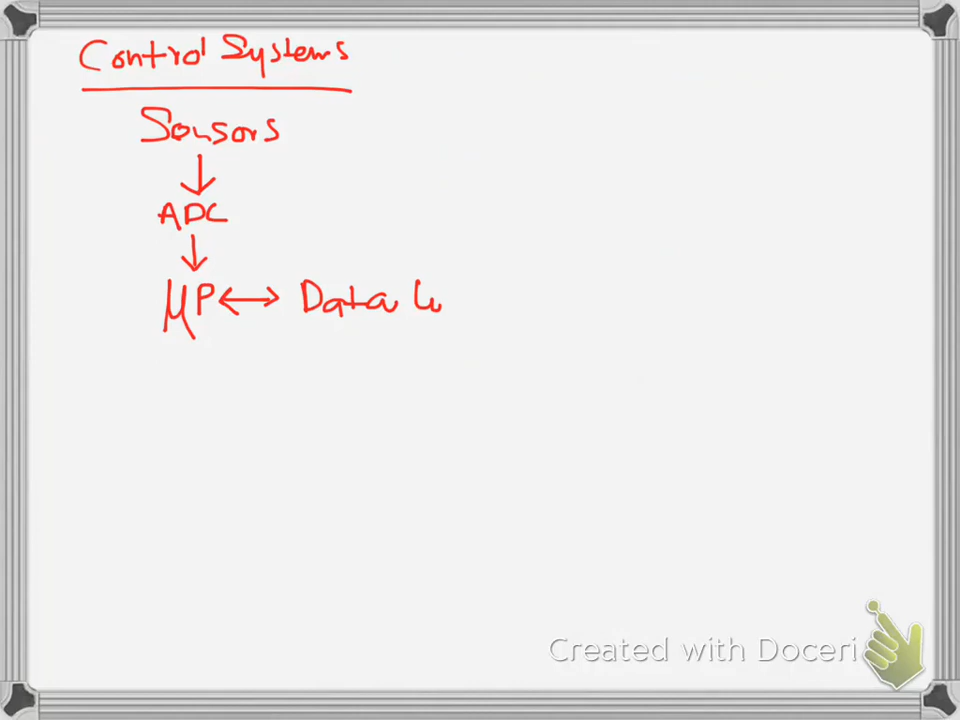 Control Systems
Sensors
↓
ADC
↓
μP ↔ Data
Created with Doceri